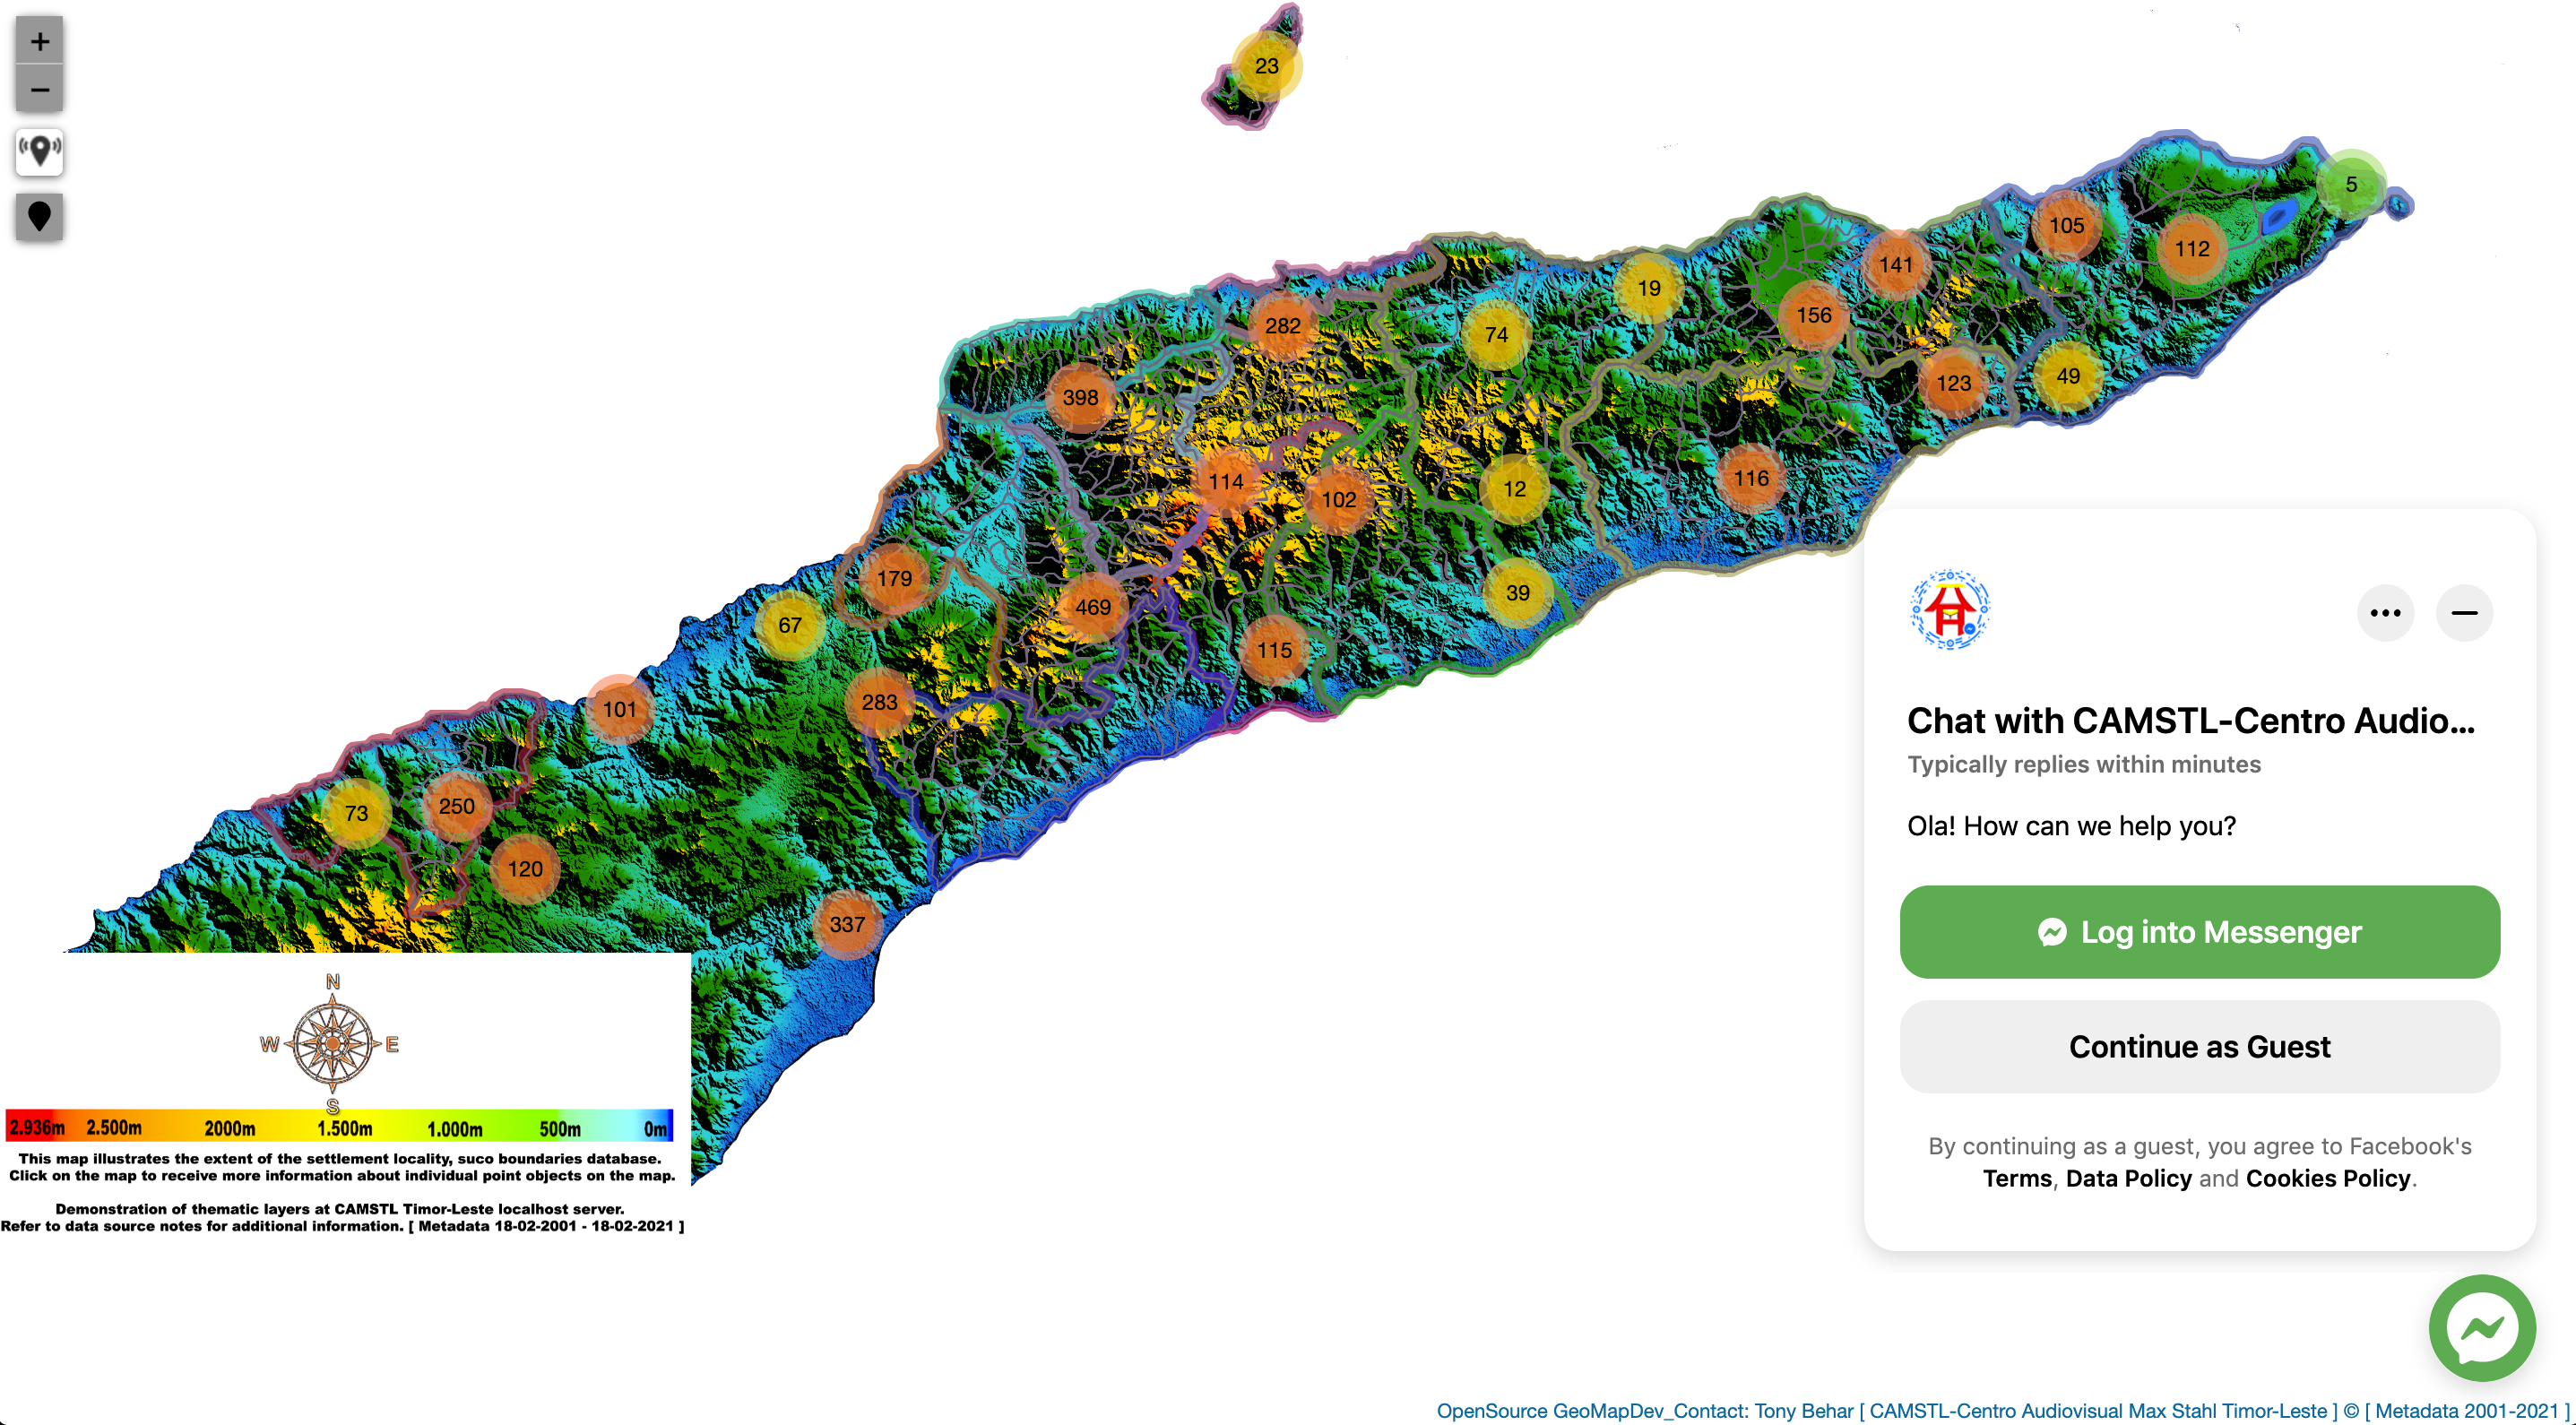 +
−
23
5
105
112
141
19
156
282
74
123
49
398
114
102
12
116
179
39
469
67
115
283
101
73
250
120
337
N
W E
S
2.936m 2.500m 2000m 1.500m 1.000m 500m 0m
This map illustrates the extent of the settlement locality, suco boundaries database.
Click on the map to receive more information about individual point objects on the map.
Demonstration of thematic layers at CAMSTL Timor-Leste localhost server.
Refer to data source notes for additional information. [ Metadata 18-02-2001 - 18-02-2021 ]
Chat with CAMSTL-Centro Audio...
Typically replies within minutes
Ola! How can we help you?
Log into Messenger
Continue as Guest
By continuing as a guest, you agree to Facebook's
Terms, Data Policy and Cookies Policy.
OpenSource GeoMapDev_Contact: Tony Behar [ CAMSTL-Centro Audiovisual Max Stahl Timor-Leste ] © [ Metadata 2001-2021 ]